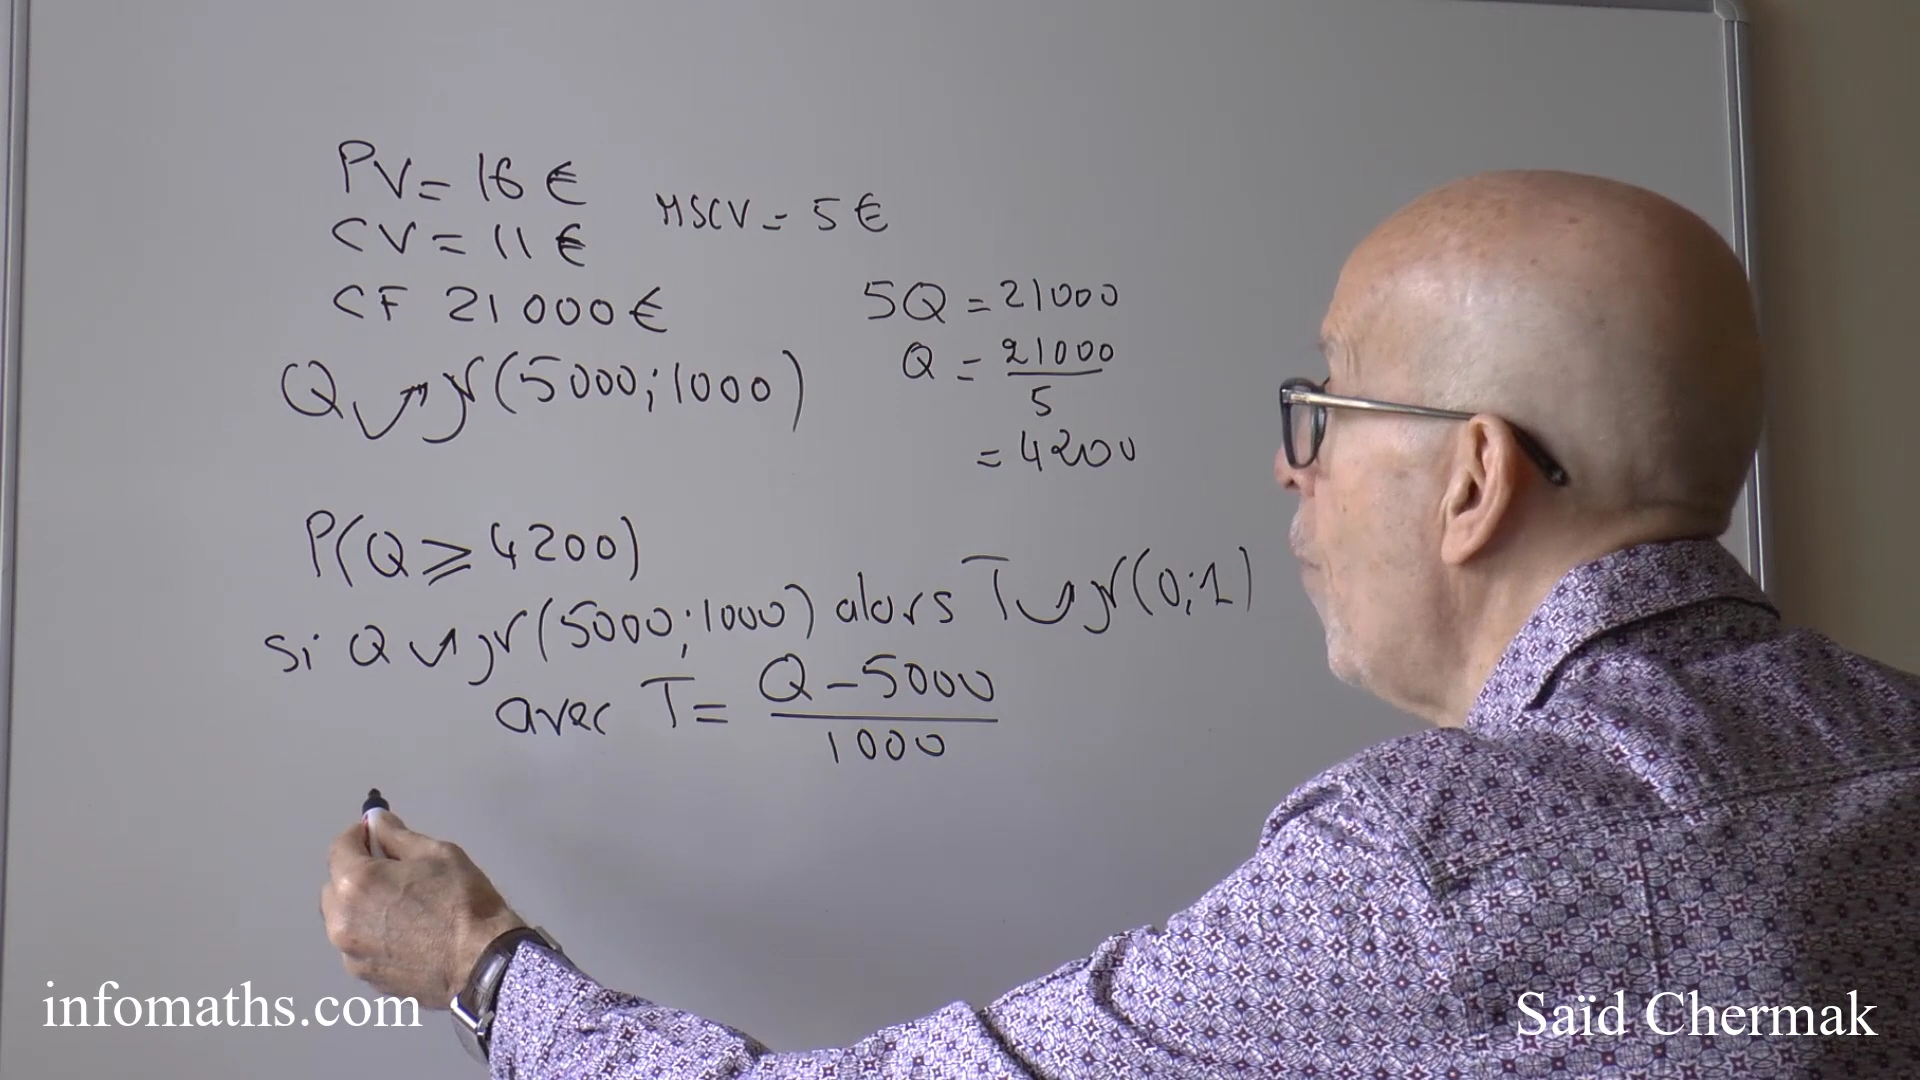 PV = 16 €
CV = 11 €
MSCV = 5 €
CF 21 000 €
Q ↝ N(5000;1000)
5Q = 21000
Q = 21000
5
= 4200
P(Q ⩾ 4200)
si Q ↝ N(5000;1000) alors T ↝ N(0;1)
avec T = Q - 5000
1000
infomaths.com
Saïd Chermak